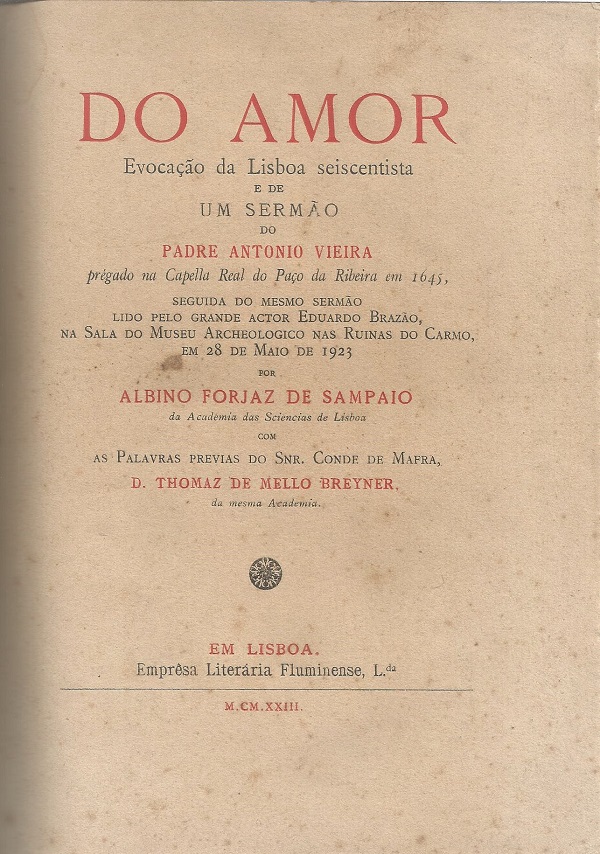 DO AMOR
Evocação da Lisboa seiscentista
E DE
UM SERMÃO
DO
PADRE ANTONIO VIEIRA
prégado na Capella Real do Paço da Ribeira em 1645,
SEGUIDA DO MESMO SERMÃO
LIDO PELO GRANDE ACTOR EDUARDO BRAZÃO,
NA SALA DO MUSEU ARCHEOLOGICO NAS RUINAS DO CARMO,
EM 28 DE MAIO DE 1923
POR
ALBINO FORJAZ DE SAMPAIO
da Academia das Sciencias de Lisboa
COM
AS PALAVRAS PREVIAS DO SNR. CONDE DE MAFRA,
D. THOMAZ DE MELLO BREYNER.
da mesma Academia.
EM LISBOA.
Emprêsa Literária Fluminense, L.da
M.CM.XXIII.